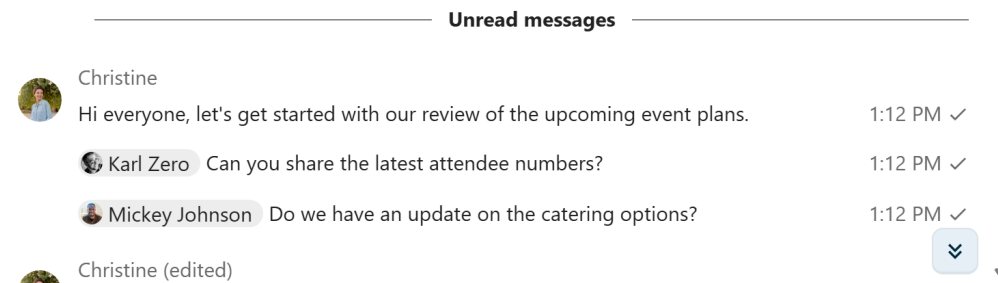 Unread messages
Christine
Hi everyone, let's get started with our review of the upcoming event plans. 1:12 PM
Karl Zero Can you share the latest attendee numbers? 1:12 PM
Mickey Johnson Do we have an update on the catering options? 1:12 PM
Christine (edited)